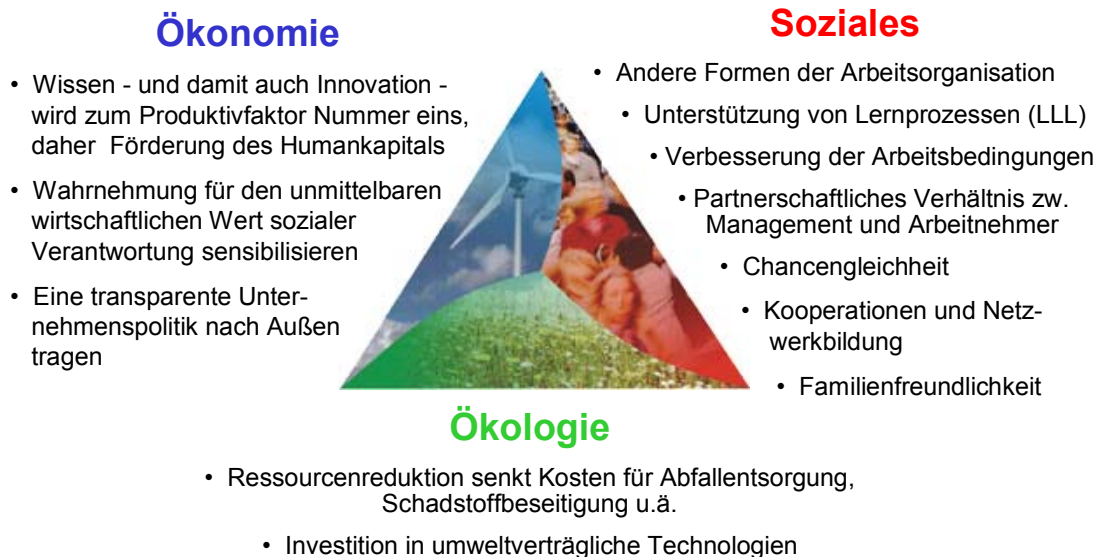 Ökonomie
• Wissen - und damit auch Innovation -
wird zum Produktivfaktor Nummer eins,
daher Förderung des Humankapitals
• Wahrnehmung für den unmittelbaren
wirtschaftlichen Wert sozialer
Verantwortung sensibilisieren
• Eine transparente Unter-
nehmenspolitik nach Außen
tragen
Soziales
• Andere Formen der Arbeitsorganisation
• Unterstützung von Lernprozessen (LLL)
• Verbesserung der Arbeitsbedingungen
• Partnerschaftliches Verhältnis zw.
Management und Arbeitnehmer
• Chancengleichheit
• Kooperationen und Netz-
werkbildung
• Familienfreundlichkeit
Ökologie
• Ressourcenreduktion senkt Kosten für Abfallentsorgung,
Schadstoffbeseitigung u.ä.
• Investition in umweltverträgliche Technologien